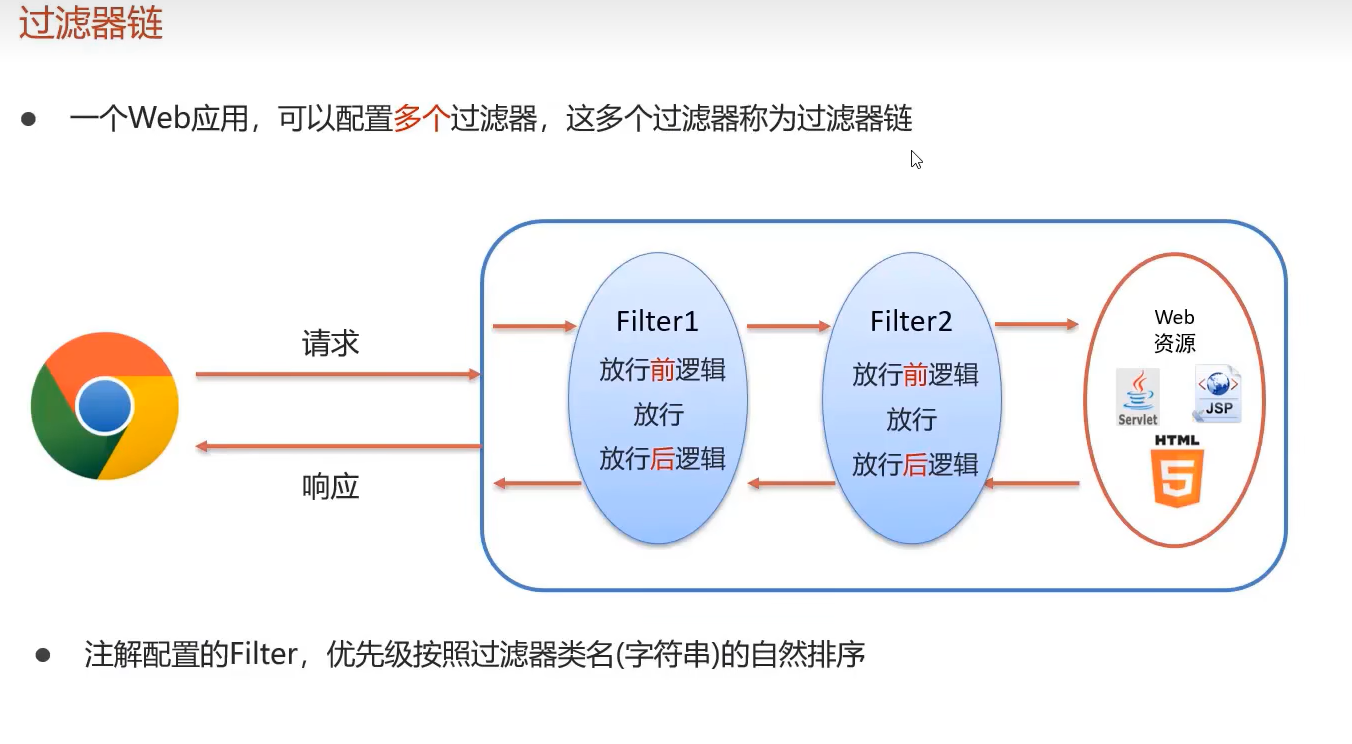 过滤器链
一个Web应用，可以配置多个过滤器，这多个过滤器称为过滤器链
请求
响应
Filter1
放行前逻辑
放行
放行后逻辑
Filter2
放行前逻辑
放行
放行后逻辑
Web
资源
Servlet
JSP
HTML
5
注解配置的Filter，优先级按照过滤器类名(字符串)的自然排序